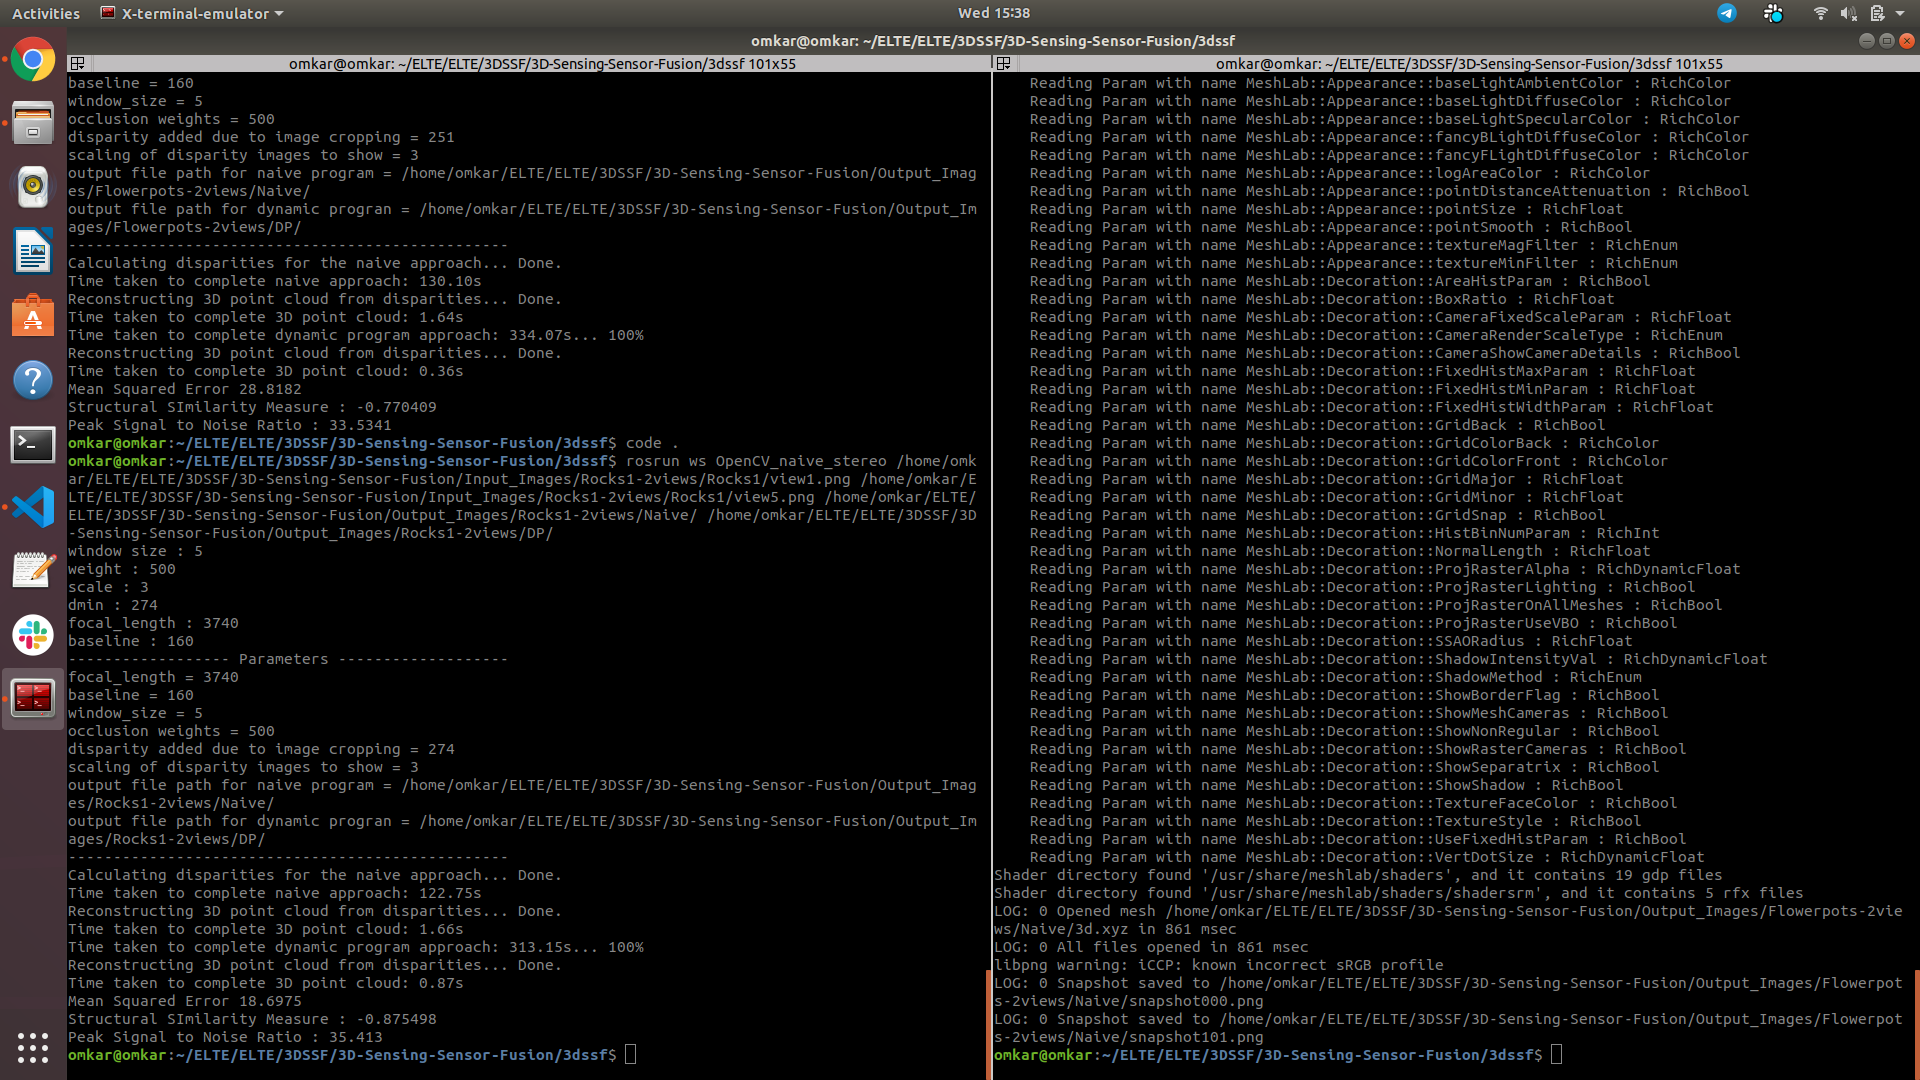 Activities
X-terminal-emulator
Wed 15:38
omkar@omkar: ~/ELTE/ELTE/3DSSF/3D-Sensing-Sensor-Fusion/3dssf
omkar@omkar: ~/ELTE/ELTE/3DSSF/3D-Sensing-Sensor-Fusion/3dssf 101x55
baseline = 160
window_size = 5
occlusion weights = 500
disparity added due to image cropping = 251
scaling of disparity images to show = 3
output file path for naive program = /home/omkar/ELTE/ELTE/3DSSF/3D-Sensing-Sensor-Fusion/Output_Imag
es/Flowerpots-2views/Naive/
output file path for dynamic progran = /home/omkar/ELTE/ELTE/3DSSF/3D-Sensing-Sensor-Fusion/Output_Im
ages/Flowerpots-2views/DP/
-------------------------------------------------
Calculating disparities for the naive approach... Done.
Time taken to complete naive approach: 130.10s
Reconstructing 3D point cloud from disparities... Done.
Time taken to complete 3D point cloud: 1.64s
Time taken to complete dynamic program approach: 334.07s... 100%
Reconstructing 3D point cloud from disparities... Done.
Time taken to complete 3D point cloud: 0.36s
Mean Squared Error 28.8182
Structural SImilarity Measure : -0.770409
Peak Signal to Noise Ratio : 33.5341
omkar@omkar:~/ELTE/ELTE/3DSSF/3D-Sensing-Sensor-Fusion/3dssf$ code .
omkar@omkar:~/ELTE/ELTE/3DSSF/3D-Sensing-Sensor-Fusion/3dssf$ rosrun ws OpenCV_naive_stereo /home/omk
ar/ELTE/ELTE/3DSSF/3D-Sensing-Sensor-Fusion/Input_Images/Rocks1-2views/Rocks1/view1.png /home/omkar/E
LTE/ELTE/3DSSF/3D-Sensing-Sensor-Fusion/Input_Images/Rocks1-2views/Rocks1/view5.png /home/omkar/ELTE/
ELTE/3DSSF/3D-Sensing-Sensor-Fusion/Output_Images/Rocks1-2views/Naive/ /home/omkar/ELTE/ELTE/3DSSF/3D
-Sensing-Sensor-Fusion/Output_Images/Rocks1-2views/DP/
window size : 5
weight : 500
scale : 3
dmin : 274
focal_length : 3740
baseline : 160
------------------ Parameters -------------------
focal_length = 3740
baseline = 160
window_size = 5
occlusion weights = 500
disparity added due to image cropping = 274
scaling of disparity images to show = 3
output file path for naive program = /home/omkar/ELTE/ELTE/3DSSF/3D-Sensing-Sensor-Fusion/Output_Imag
es/Rocks1-2views/Naive/
output file path for dynamic progran = /home/omkar/ELTE/ELTE/3DSSF/3D-Sensing-Sensor-Fusion/Output_Im
ages/Rocks1-2views/DP/
-------------------------------------------------
Calculating disparities for the naive approach... Done.
Time taken to complete naive approach: 122.75s
Reconstructing 3D point cloud from disparities... Done.
Time taken to complete 3D point cloud: 1.66s
Time taken to complete dynamic program approach: 313.15s... 100%
Reconstructing 3D point cloud from disparities... Done.
Time taken to complete 3D point cloud: 0.87s
Mean Squared Error 18.6975
Structural SImilarity Measure : -0.875498
Peak Signal to Noise Ratio : 35.413
omkar@omkar:~/ELTE/ELTE/3DSSF/3D-Sensing-Sensor-Fusion/3dssf$
omkar@omkar: ~/ELTE/ELTE/3DSSF/3D-Sensing-Sensor-Fusion/3dssf 101x55
Reading Param with name MeshLab::Appearance::baseLightAmbientColor : RichColor
Reading Param with name MeshLab::Appearance::baseLightDiffuseColor : RichColor
Reading Param with name MeshLab::Appearance::baseLightSpecularColor : RichColor
Reading Param with name MeshLab::Appearance::fancyBLightDiffuseColor : RichColor
Reading Param with name MeshLab::Appearance::fancyFLightDiffuseColor : RichColor
Reading Param with name MeshLab::Appearance::logAreaColor : RichColor
Reading Param with name MeshLab::Appearance::pointDistanceAttenuation : RichBool
Reading Param with name MeshLab::Appearance::pointSize : RichFloat
Reading Param with name MeshLab::Appearance::pointSmooth : RichBool
Reading Param with name MeshLab::Appearance::textureMagFilter : RichEnum
Reading Param with name MeshLab::Appearance::textureMinFilter : RichEnum
Reading Param with name MeshLab::Decoration::AreaHistParam : RichBool
Reading Param with name MeshLab::Decoration::BoxRatio : RichFloat
Reading Param with name MeshLab::Decoration::CameraFixedScaleParam : RichFloat
Reading Param with name MeshLab::Decoration::CameraRenderScaleType : RichEnum
Reading Param with name MeshLab::Decoration::CameraShowCameraDetails : RichBool
Reading Param with name MeshLab::Decoration::FixedHistMaxParam : RichFloat
Reading Param with name MeshLab::Decoration::FixedHistMinParam : RichFloat
Reading Param with name MeshLab::Decoration::FixedHistWidthParam : RichFloat
Reading Param with name MeshLab::Decoration::GridBack : RichBool
Reading Param with name MeshLab::Decoration::GridColorBack : RichColor
Reading Param with name MeshLab::Decoration::GridColorFront : RichColor
Reading Param with name MeshLab::Decoration::GridMajor : RichFloat
Reading Param with name MeshLab::Decoration::GridMinor : RichFloat
Reading Param with name MeshLab::Decoration::GridSnap : RichBool
Reading Param with name MeshLab::Decoration::HistBinNumParam : RichInt
Reading Param with name MeshLab::Decoration::NormalLength : RichFloat
Reading Param with name MeshLab::Decoration::ProjRasterAlpha : RichDynamicFloat
Reading Param with name MeshLab::Decoration::ProjRasterLighting : RichBool
Reading Param with name MeshLab::Decoration::ProjRasterOnAllMeshes : RichBool
Reading Param with name MeshLab::Decoration::ProjRasterUseVBO : RichBool
Reading Param with name MeshLab::Decoration::SSAORadius : RichFloat
Reading Param with name MeshLab::Decoration::ShadowIntensityVal : RichDynamicFloat
Reading Param with name MeshLab::Decoration::ShadowMethod : RichEnum
Reading Param with name MeshLab::Decoration::ShowBorderFlag : RichBool
Reading Param with name MeshLab::Decoration::ShowMeshCameras : RichBool
Reading Param with name MeshLab::Decoration::ShowNonRegular : RichBool
Reading Param with name MeshLab::Decoration::ShowRasterCameras : RichBool
Reading Param with name MeshLab::Decoration::ShowSeparatrix : RichBool
Reading Param with name MeshLab::Decoration::ShowShadow : RichBool
Reading Param with name MeshLab::Decoration::TextureFaceColor : RichBool
Reading Param with name MeshLab::Decoration::TextureStyle : RichBool
Reading Param with name MeshLab::Decoration::UseFixedHistParam : RichBool
Reading Param with name MeshLab::Decoration::VertDotSize : RichDynamicFloat
Shader directory found '/usr/share/meshlab/shaders', and it contains 19 gdp files
Shader directory found '/usr/share/meshlab/shaders/shadersrm', and it contains 5 rfx files
LOG: 0 Opened mesh /home/omkar/ELTE/ELTE/3DSSF/3D-Sensing-Sensor-Fusion/Output_Images/Flowerpots-2vie
ws/Naive/3d.xyz in 861 msec
LOG: 0 All files opened in 861 msec
libpng warning: iCCP: known incorrect sRGB profile
LOG: 0 Snapshot saved to /home/omkar/ELTE/ELTE/3DSSF/3D-Sensing-Sensor-Fusion/Output_Images/Flowerpot
s-2views/Naive/snapshot000.png
LOG: 0 Snapshot saved to /home/omkar/ELTE/ELTE/3DSSF/3D-Sensing-Sensor-Fusion/Output_Images/Flowerpot
s-2views/Naive/snapshot101.png
omkar@omkar:~/ELTE/ELTE/3DSSF/3D-Sensing-Sensor-Fusion/3dssf$